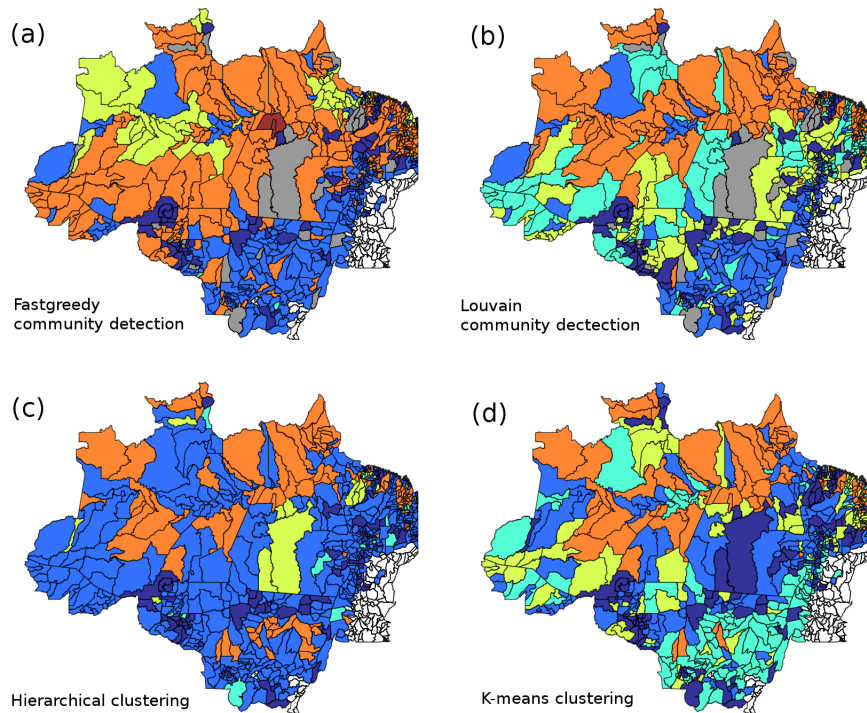 (a)
(b)
Fastgreedy
community detection
Louvain
community dectection
(c)
(d)
Hierarchical clustering
K-means clustering